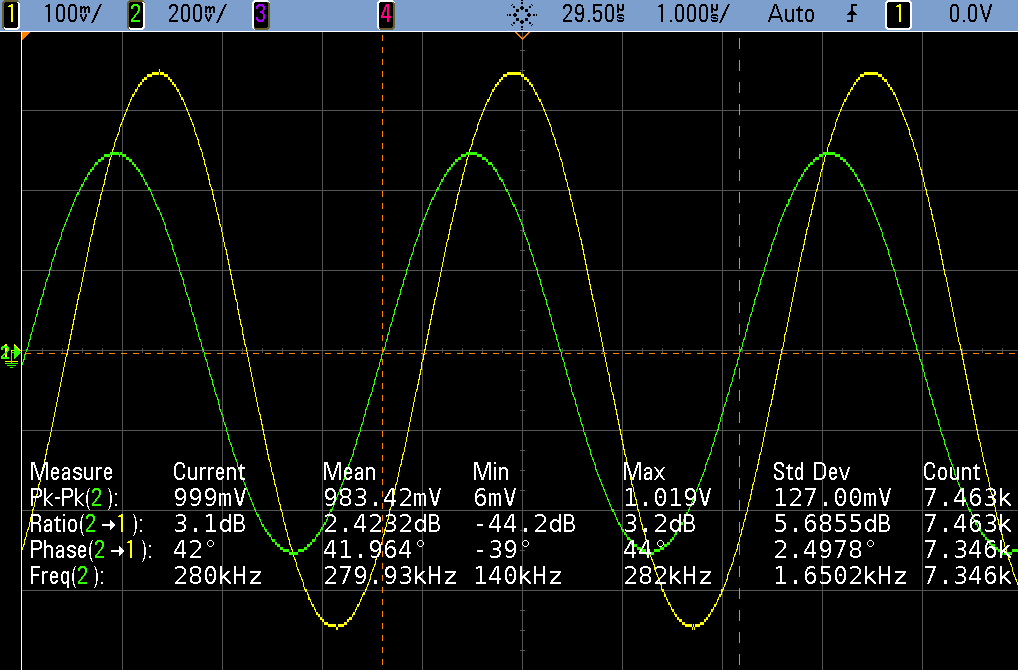 1 100mV/ 2 200mV/ 3 4 29.50µs 1.000µs/ Auto 1 0.0V
Measure Current Mean Min Max Std Dev Count
Pk-Pk(2): 999mV 983.42mV 6mV 1.019V 127.00mV 7.463k
Ratio(2→1): 3.1dB 2.4232dB -44.2dB 3.2dB 5.6855dB 7.463k
Phase(2→1): 42° 41.964° -39° 44° 2.4978° 7.346k
Freq(2): 280kHz 279.93kHz 140kHz 282kHz 1.6502kHz 7.346k